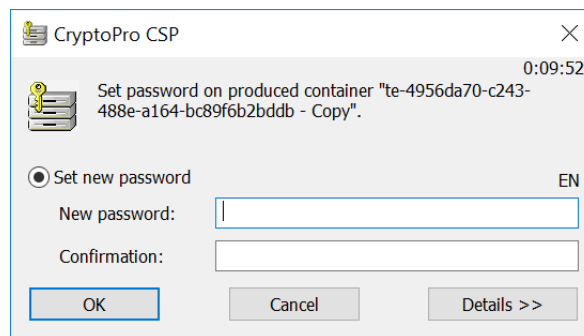 CryptoPro CSP
0:09:52
Set password on produced container "te-4956da70-c243-
488e-a164-bc89f6b2bddb - Copy".
Set new password
EN
New password:
Confirmation:
OK Cancel Details >>